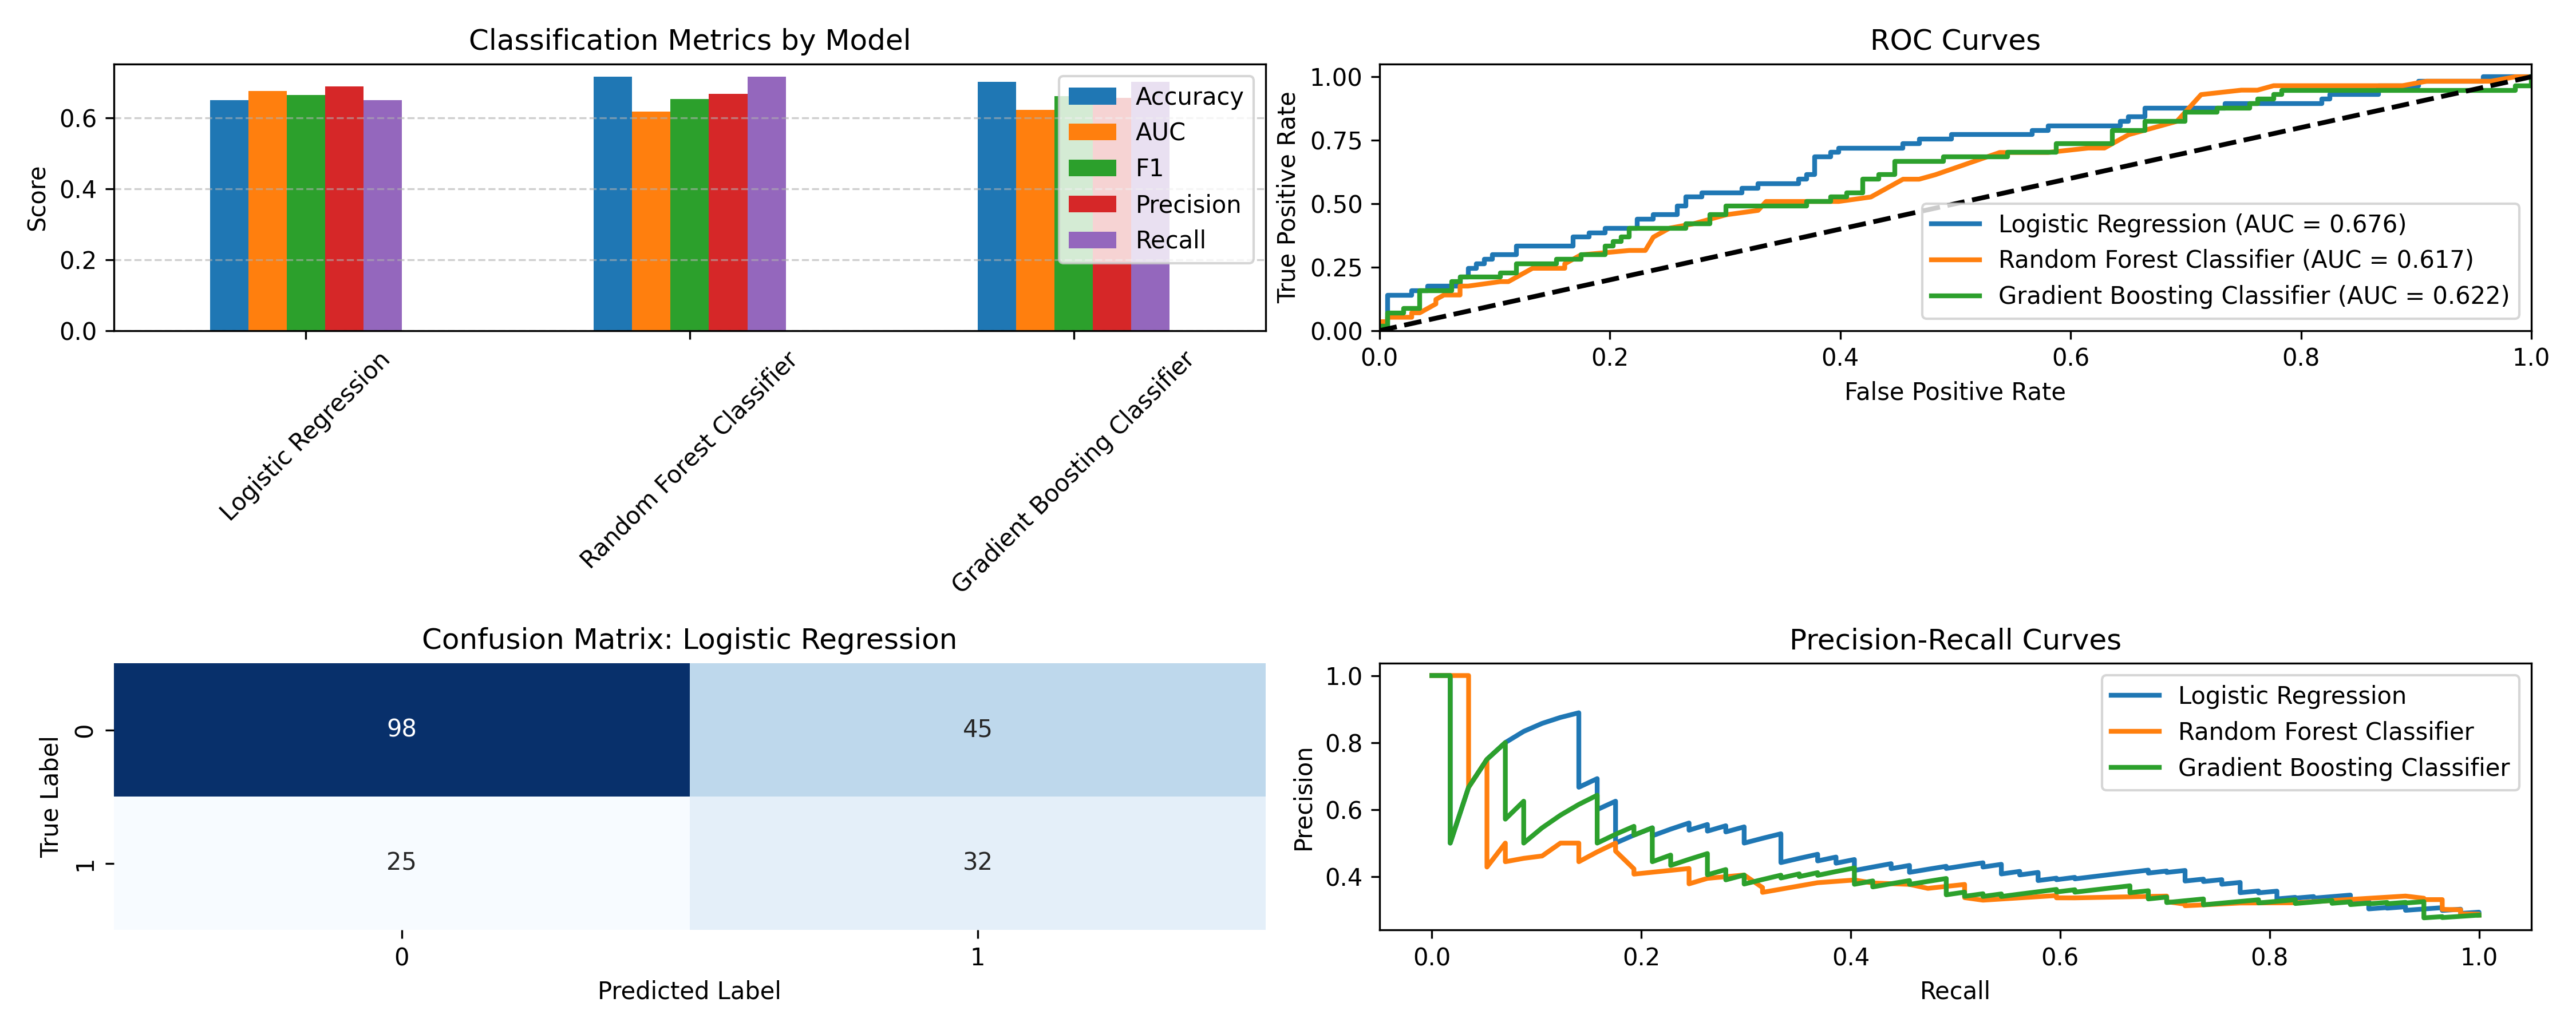 Classification Metrics by Model
Score
0.6
0.4
0.2
0.0
Accuracy
AUC
F1
Precision
Recall
Logistic Regression
Random Forest Classifier
Gradient Boosting Classifier
ROC Curves
True Positive Rate
1.00
0.75
0.50
0.25
0.00
Logistic Regression (AUC = 0.676)
Random Forest Classifier (AUC = 0.617)
Gradient Boosting Classifier (AUC = 0.622)
0.0 0.2 0.4 0.6 0.8 1.0
False Positive Rate
Confusion Matrix: Logistic Regression
True Label
0
1
98 45
25 32
0 1
Predicted Label
Precision-Recall Curves
Precision
1.0
0.8
0.6
0.4
Logistic Regression
Random Forest Classifier
Gradient Boosting Classifier
0.0 0.2 0.4 0.6 0.8 1.0
Recall